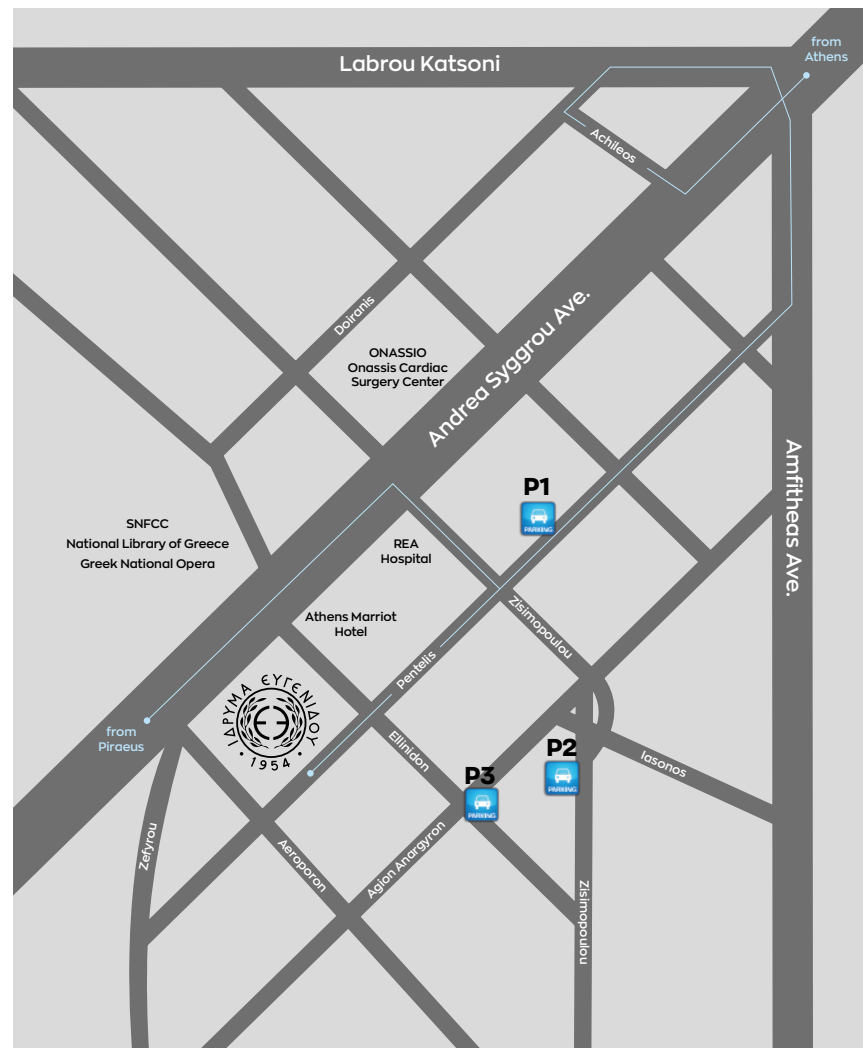 from
Athens
Labrou Katsoni
Achileos
Doiranis
Andrea Syggrou Ave.
ONASSIO
Onassis Cardiac
Surgery Center
Amfitheas Ave.
P1
PARKING
SNFCC
National Library of Greece
Greek National Opera
REA
Hospital
Zisimopoulou
Athens Marriot
Hotel
Pentelis
ΙΔΡΥΜΑ ΕΥΓΕΝΙΔΟΥ
• 1954 •
from
Piraeus
Ellinidon
P2
PARKING
Iasonos
P3
PARKING
Zefyrou
Aeroporon
Agion Anargyron
Zisimopoulou